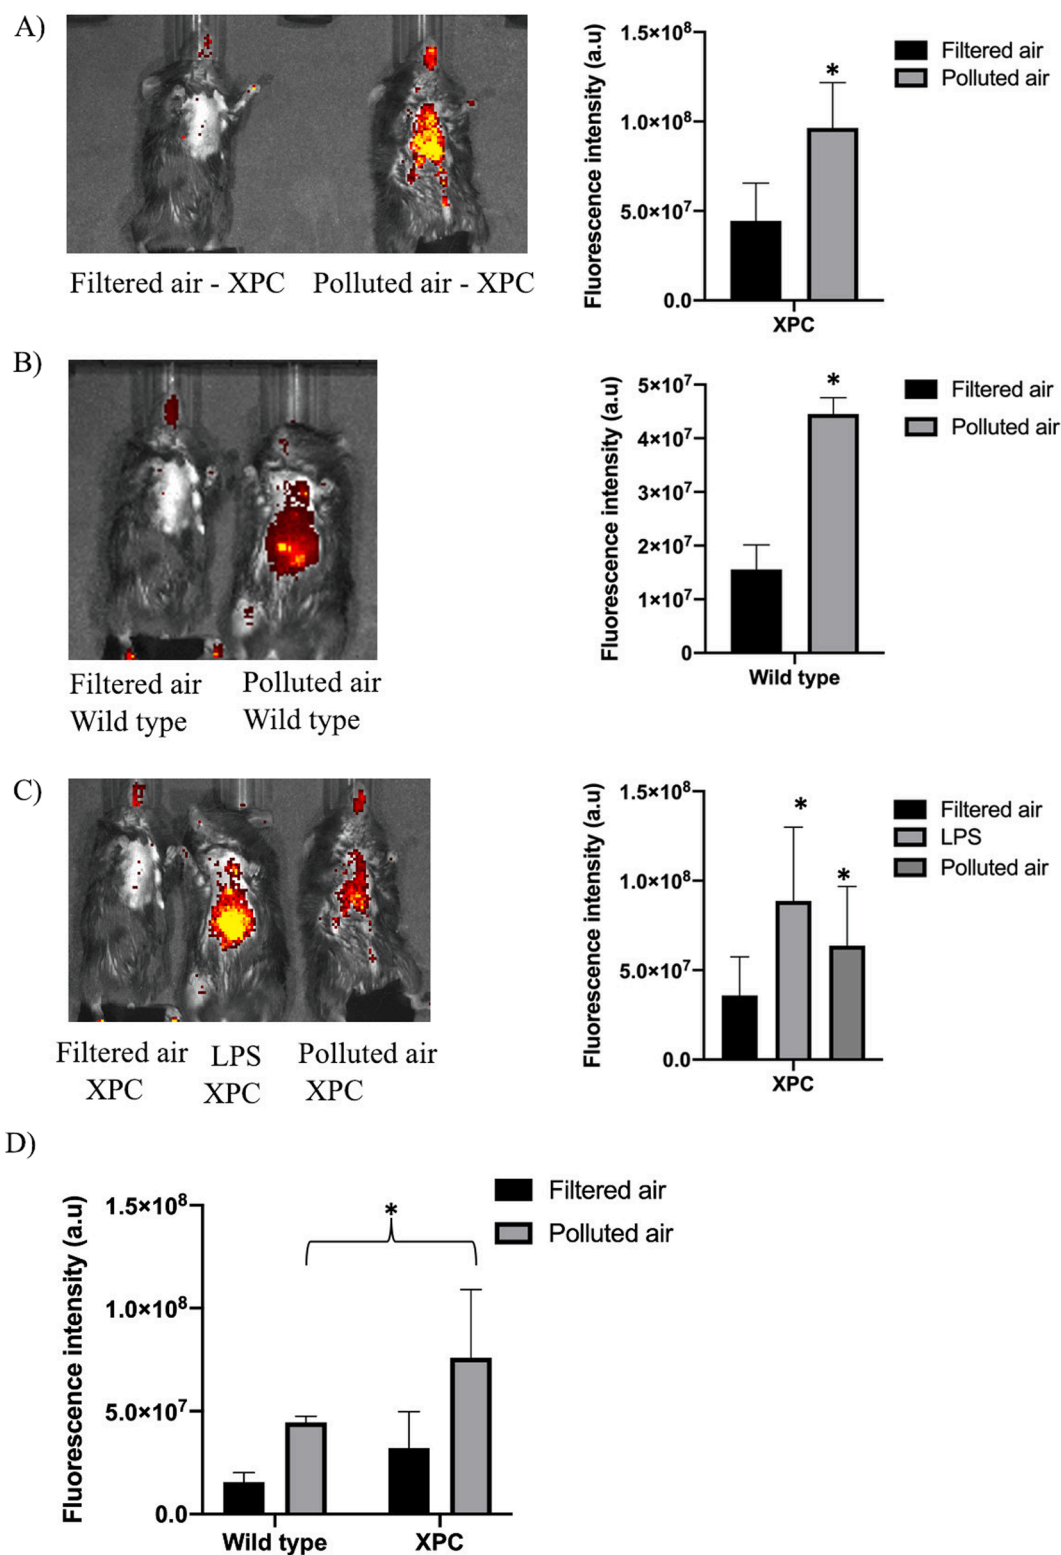 A)
Filtered air - XPC
Polluted air - XPC
Fluorescence intensity (a.u)
1.5×10⁸
1.0×10⁸
5.0×10⁷
0.0
XPC
*
Filtered air
Polluted air
B)
Filtered air
Wild type
Polluted air
Wild type
Fluorescence intensity (a.u)
5×10⁷
4×10⁷
3×10⁷
2×10⁷
1×10⁷
0
Wild type
*
Filtered air
Polluted air
C)
Filtered air
XPC
LPS
XPC
Polluted air
XPC
Fluorescence intensity (a.u)
1.5×10⁸
1.0×10⁸
5.0×10⁷
0.0
XPC
*
*
Filtered air
LPS
Polluted air
D)
Fluorescence intensity (a.u)
1.5×10⁸
1.0×10⁸
5.0×10⁷
0.0
Wild type
XPC
*
Filtered air
Polluted air